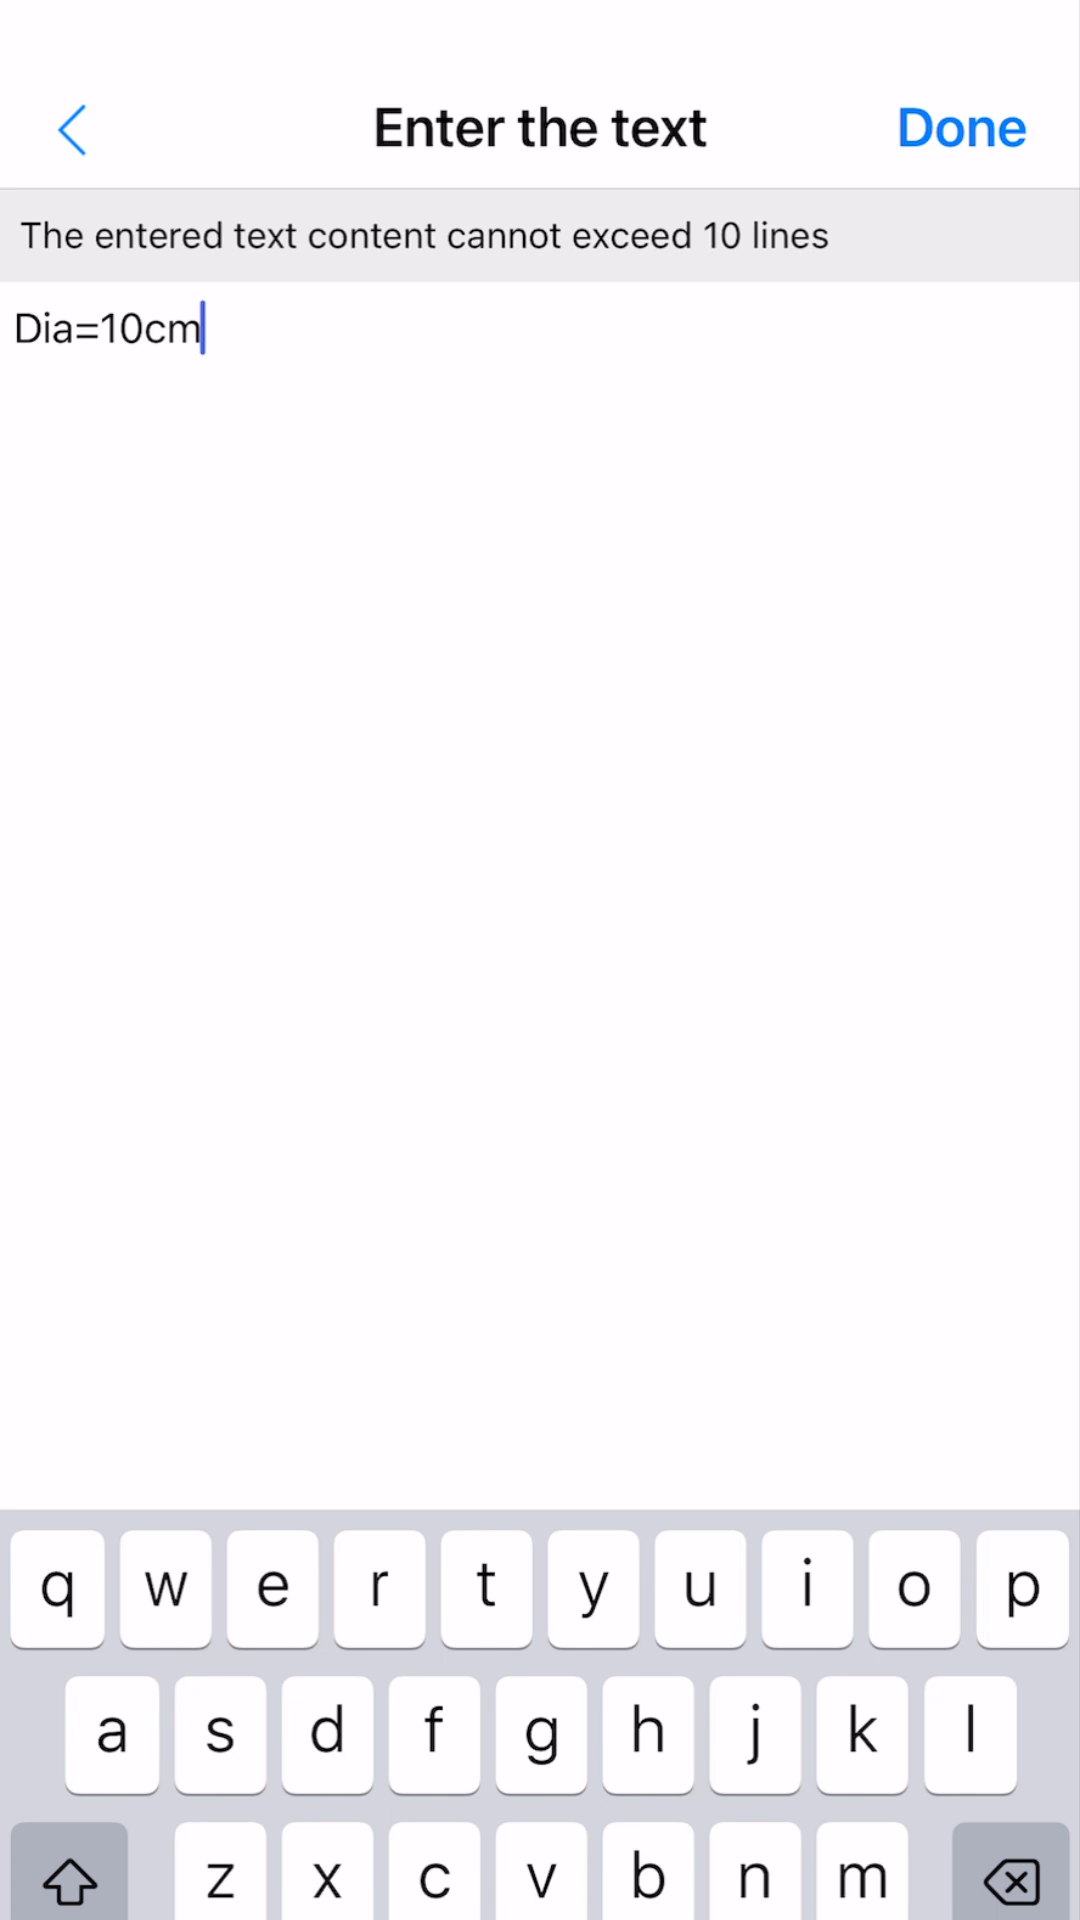 Enter the text
Done
The entered text content cannot exceed 10 lines
Dia=10cm
q w e r t y u i o p
a s d f g h j k l
z x c v b n m